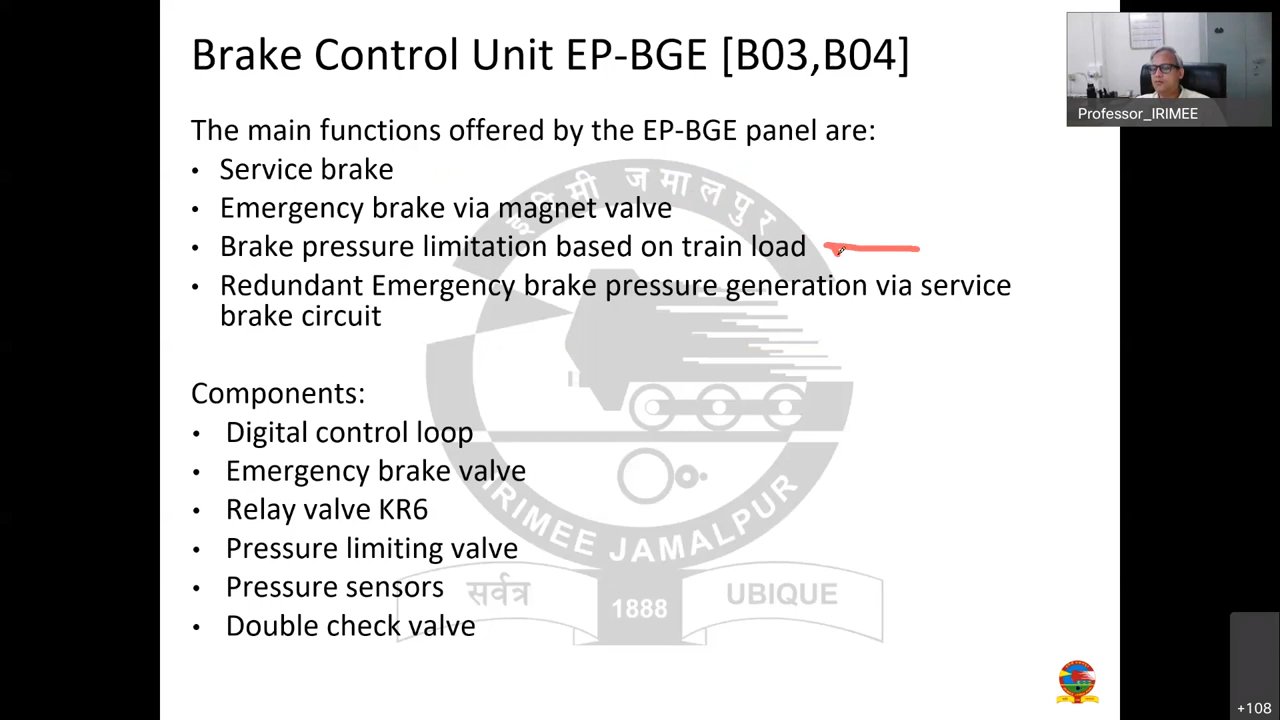 Brake Control Unit EP-BGE [B03,B04]
Professor_IRIMEE
The main functions offered by the EP-BGE panel are:
• Service brake
• Emergency brake via magnet valve
• Brake pressure limitation based on train load
• Redundant Emergency brake pressure generation via service
brake circuit
Components:
• Digital control loop
• Emergency brake valve
• Relay valve KR6
• Pressure limiting valve
• Pressure sensors
• Double check valve
इरिमी जमालपुर
IRIMEE JAMALPUR
सर्वत्र
1888
UBIQUE
+108